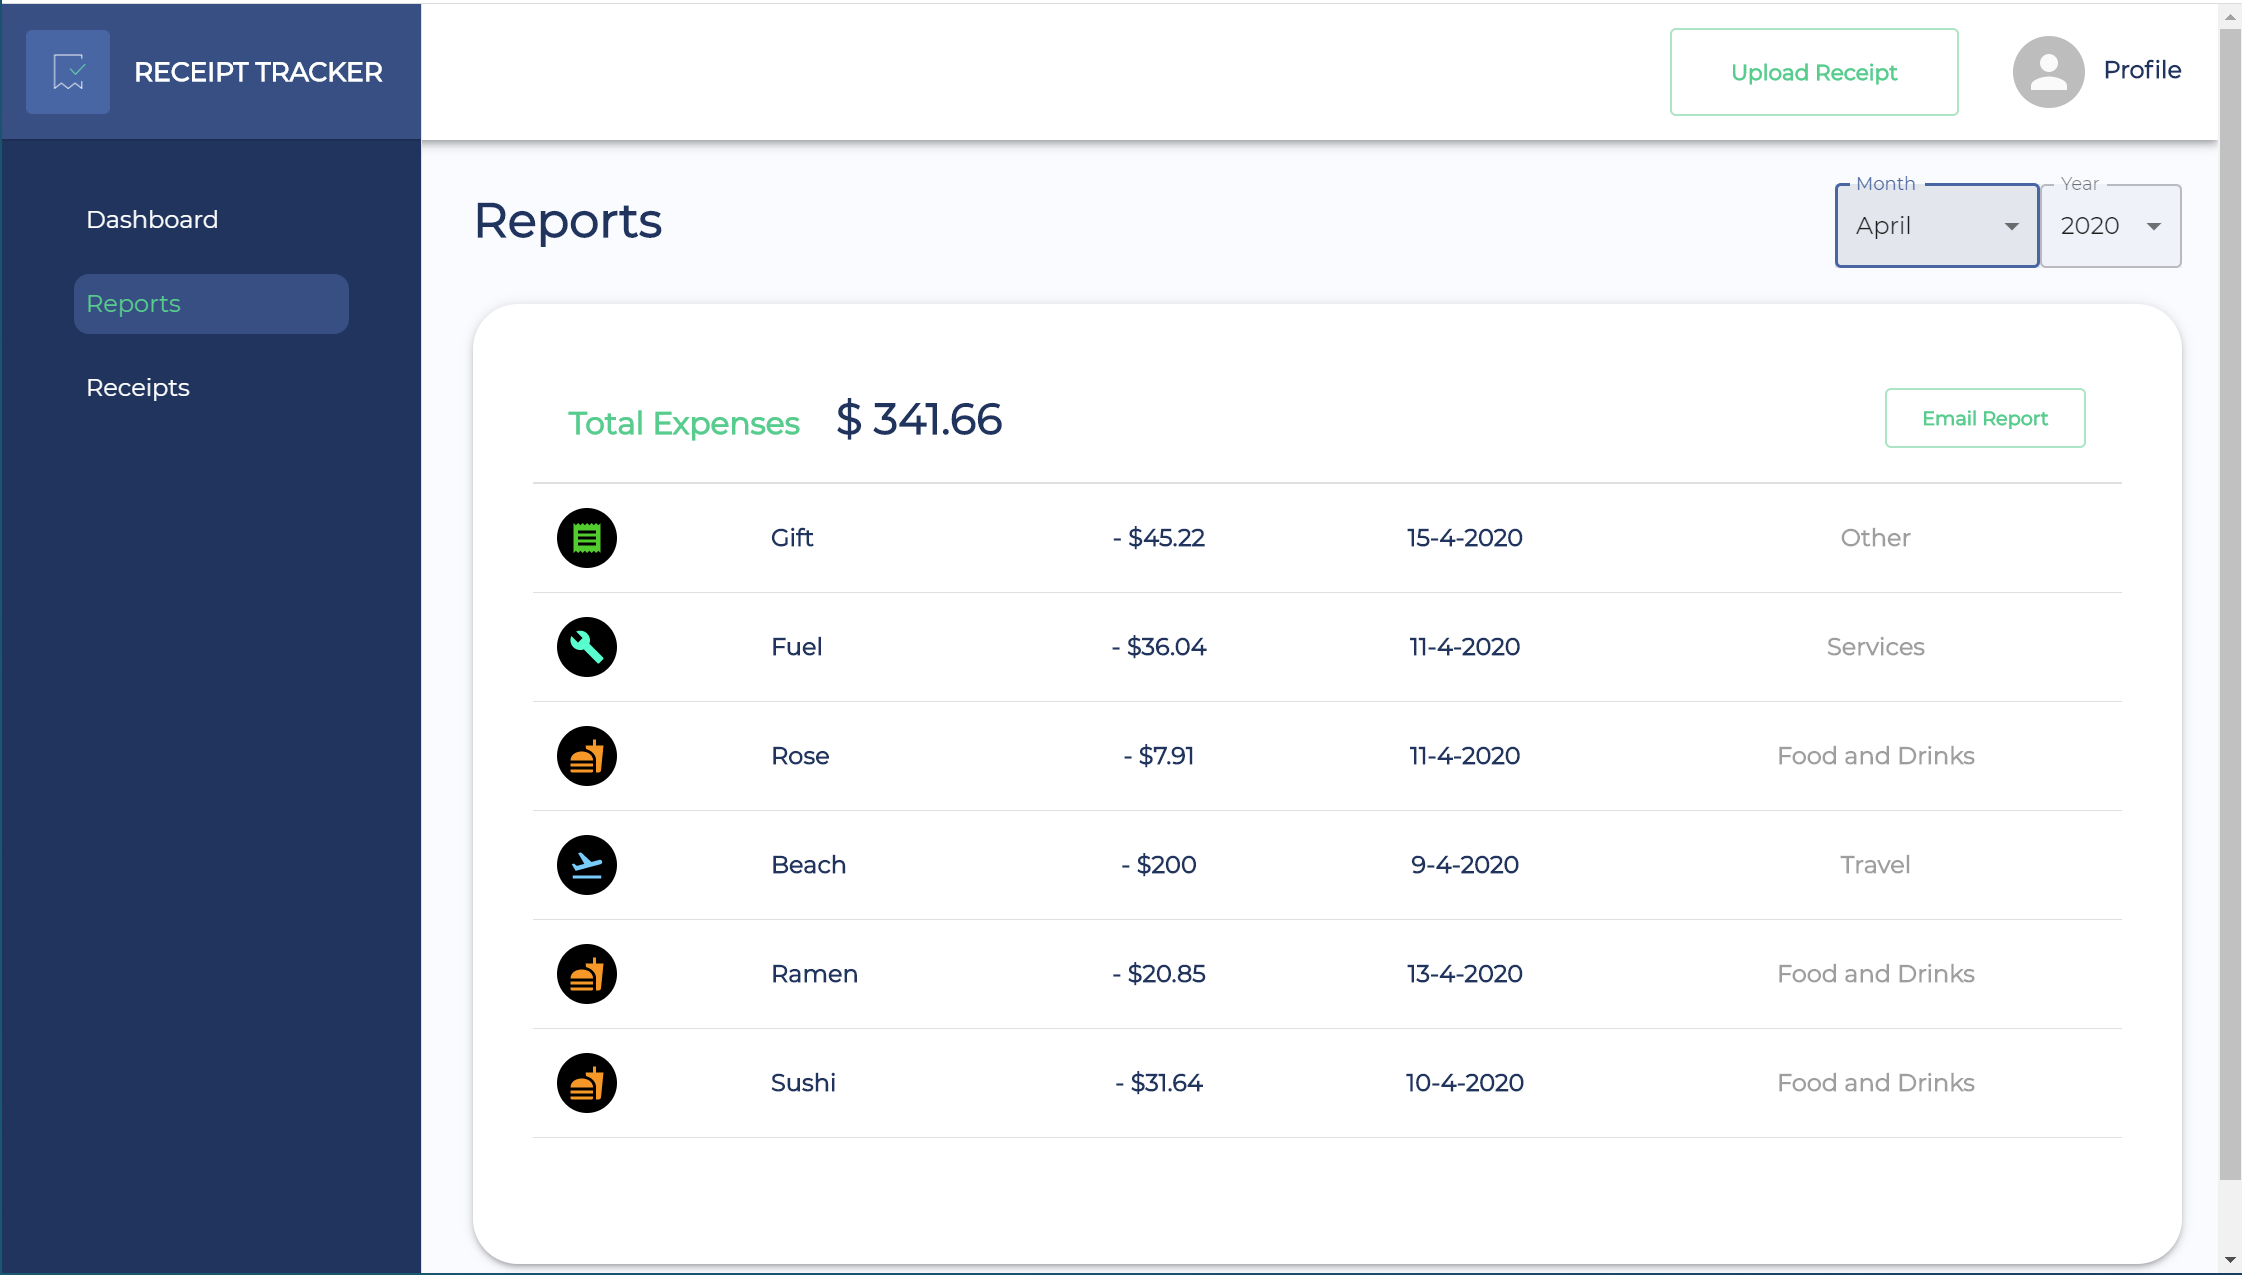 RECEIPT TRACKER
Upload Receipt
Profile
Dashboard
Reports
Receipts
Reports
Month
April
Year
2020
Total Expenses $ 341.66
Email Report
Gift - $45.22 15-4-2020 Other
Fuel - $36.04 11-4-2020 Services
Rose - $7.91 11-4-2020 Food and Drinks
Beach - $200 9-4-2020 Travel
Ramen - $20.85 13-4-2020 Food and Drinks
Sushi - $31.64 10-4-2020 Food and Drinks